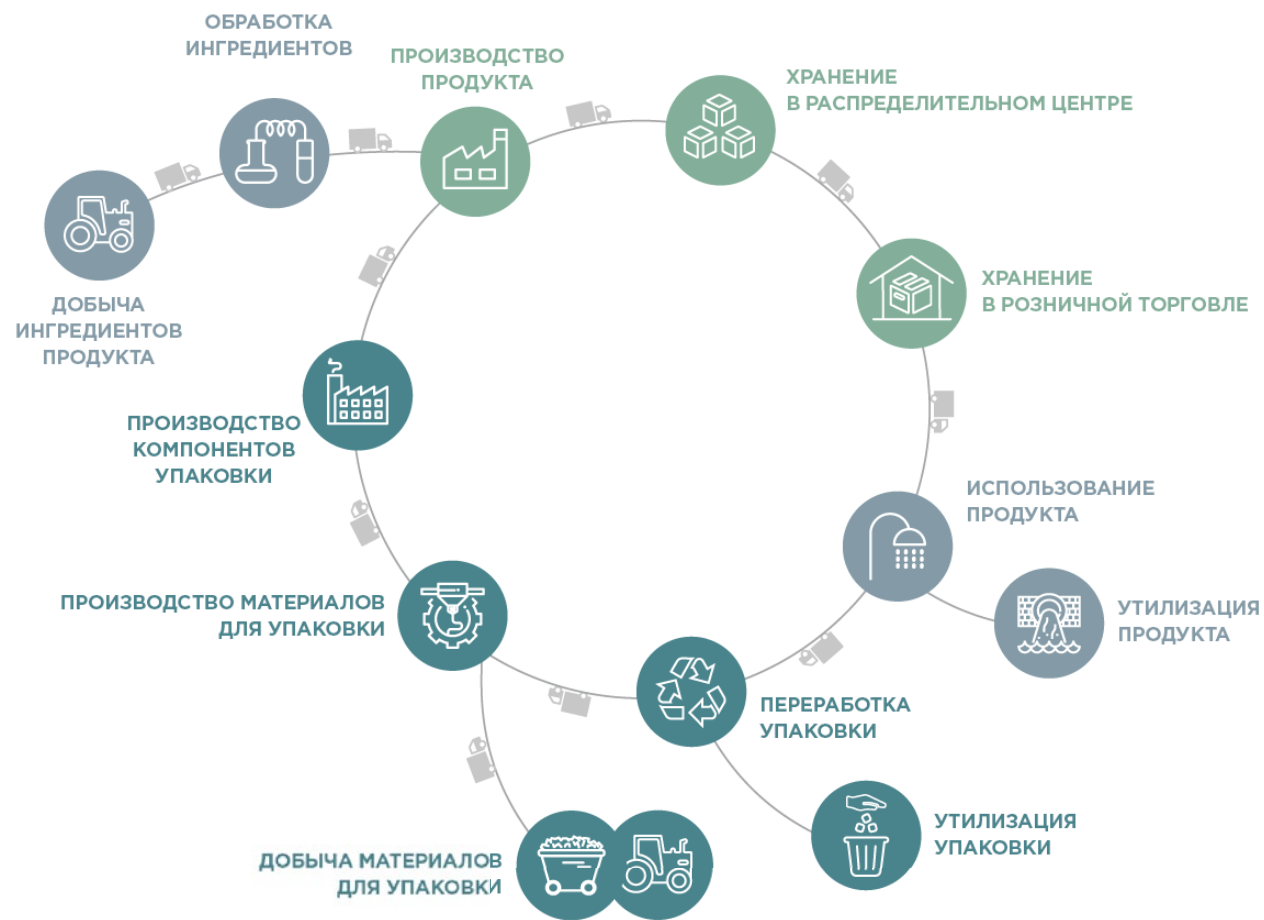 ОБРАБОТКА
ИНГРЕДИЕНТОВ
ПРОИЗВОДСТВО
ПРОДУКТА
ХРАНЕНИЕ
В РАСПРЕДЕЛИТЕЛЬНОМ ЦЕНТРЕ
ДОБЫЧА
ИНГРЕДИЕНТОВ
ПРОДУКТА
ХРАНЕНИЕ
В РОЗНИЧНОЙ ТОРГОВЛЕ
ПРОИЗВОДСТВО
КОМПОНЕНТОВ
УПАКОВКИ
ИСПОЛЬЗОВАНИЕ
ПРОДУКТА
ПРОИЗВОДСТВО МАТЕРИАЛОВ
ДЛЯ УПАКОВКИ
УТИЛИЗАЦИЯ
ПРОДУКТА
ПЕРЕРАБОТКА
УПАКОВКИ
УТИЛИЗАЦИЯ
УПАКОВКИ
ДОБЫЧА МАТЕРИАЛОВ
ДЛЯ УПАКОВКИ